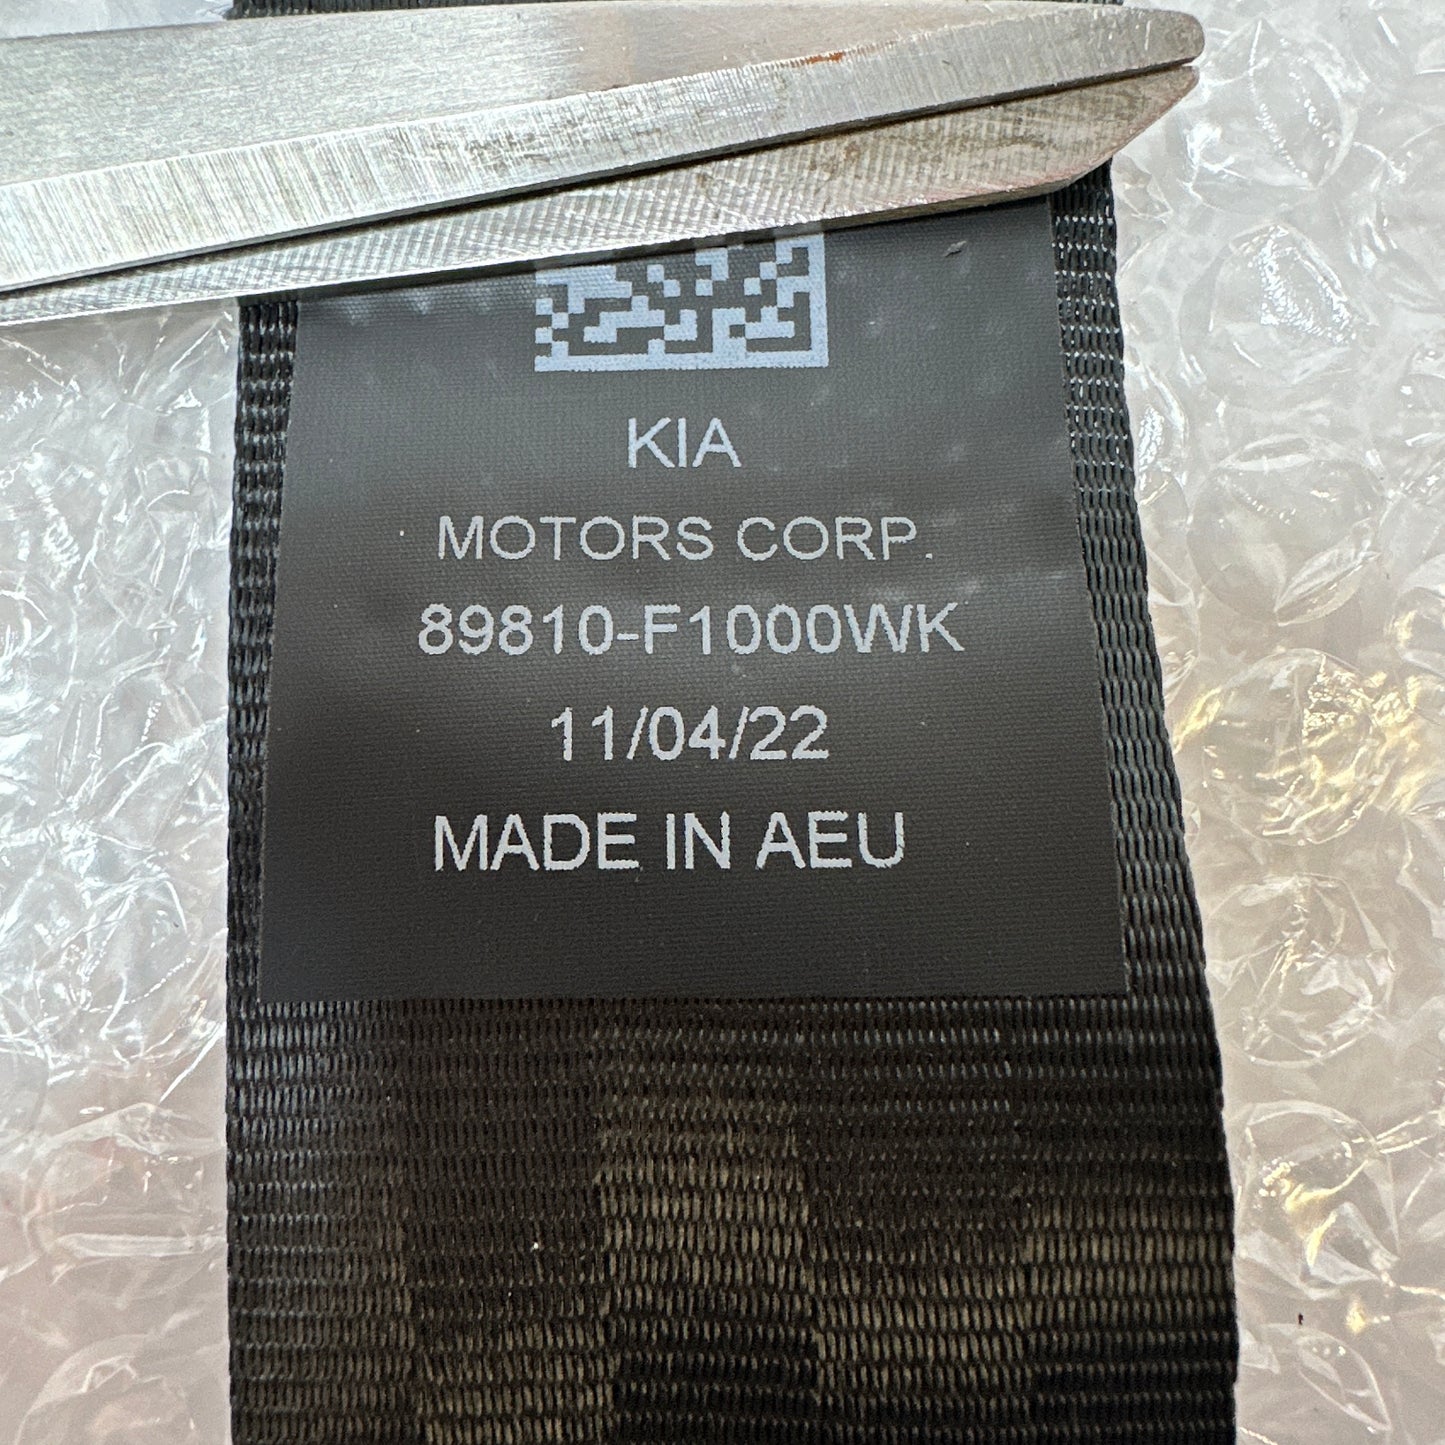 KIA
MOTORS CORP.
89810-F1000WK
11/04/22
MADE IN AEU